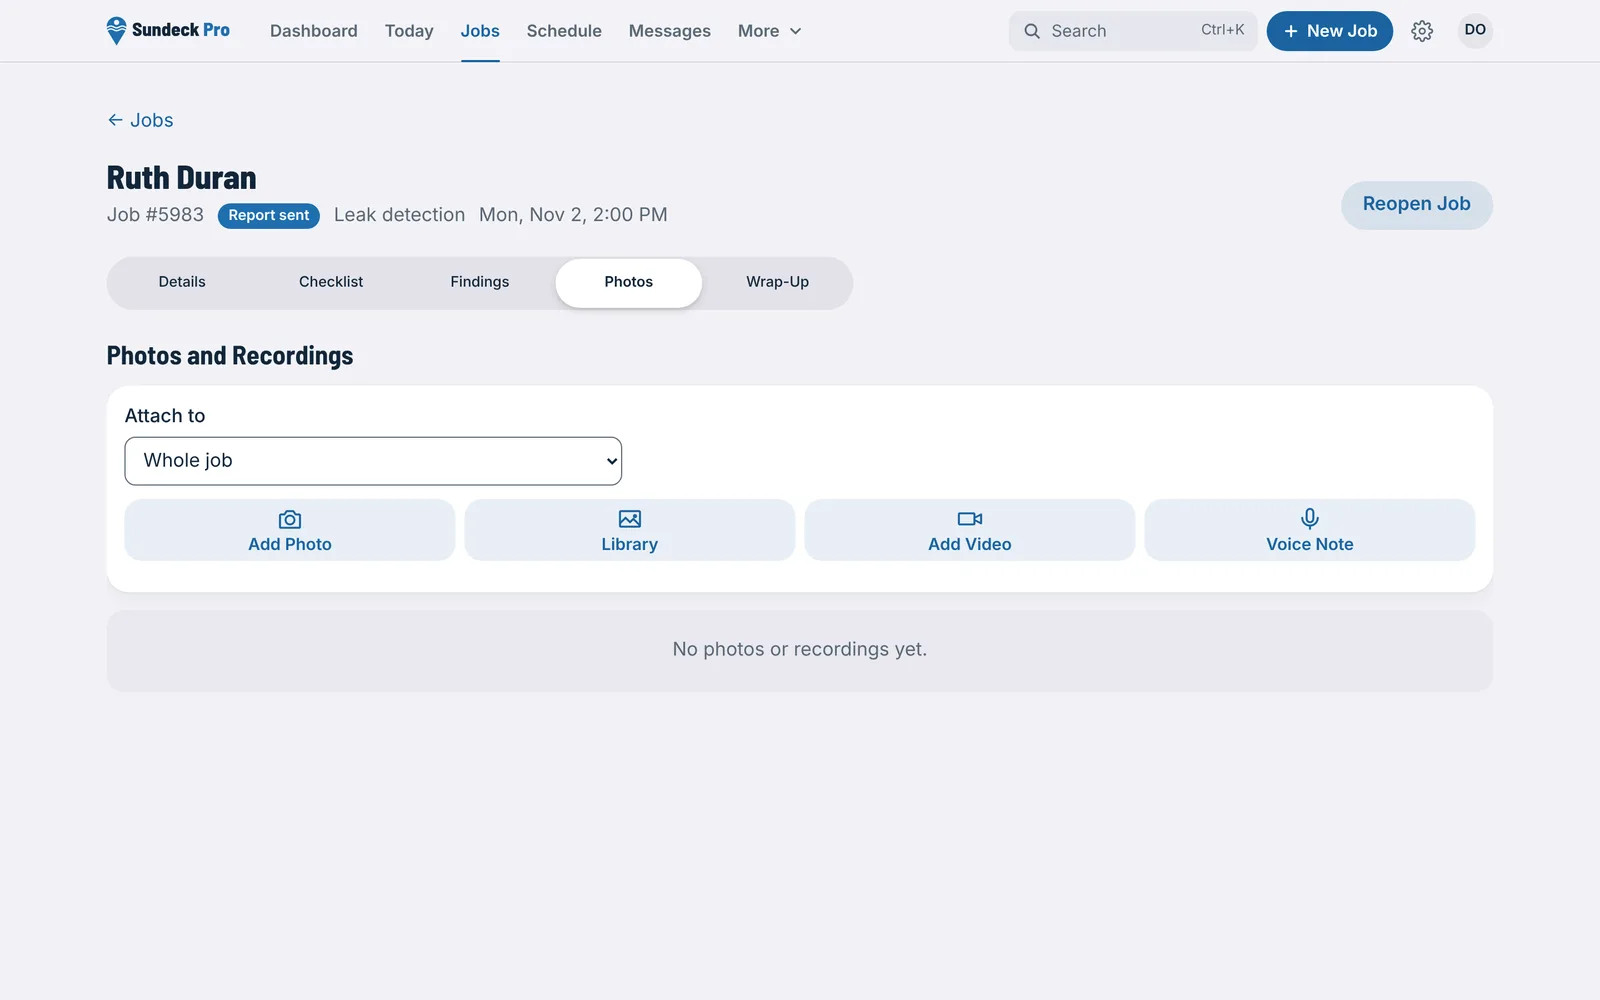 Sundeck Pro
Dashboard
Today
Jobs
Schedule
Messages
More
Search
Ctrl+K
+ New Job
DO
← Jobs
Ruth Duran
Job #5983
Report sent
Leak detection
Mon, Nov 2, 2:00 PM
Reopen Job
Details
Checklist
Findings
Photos
Wrap-Up
Photos and Recordings
Attach to
Whole job
Add Photo
Library
Add Video
Voice Note
No photos or recordings yet.